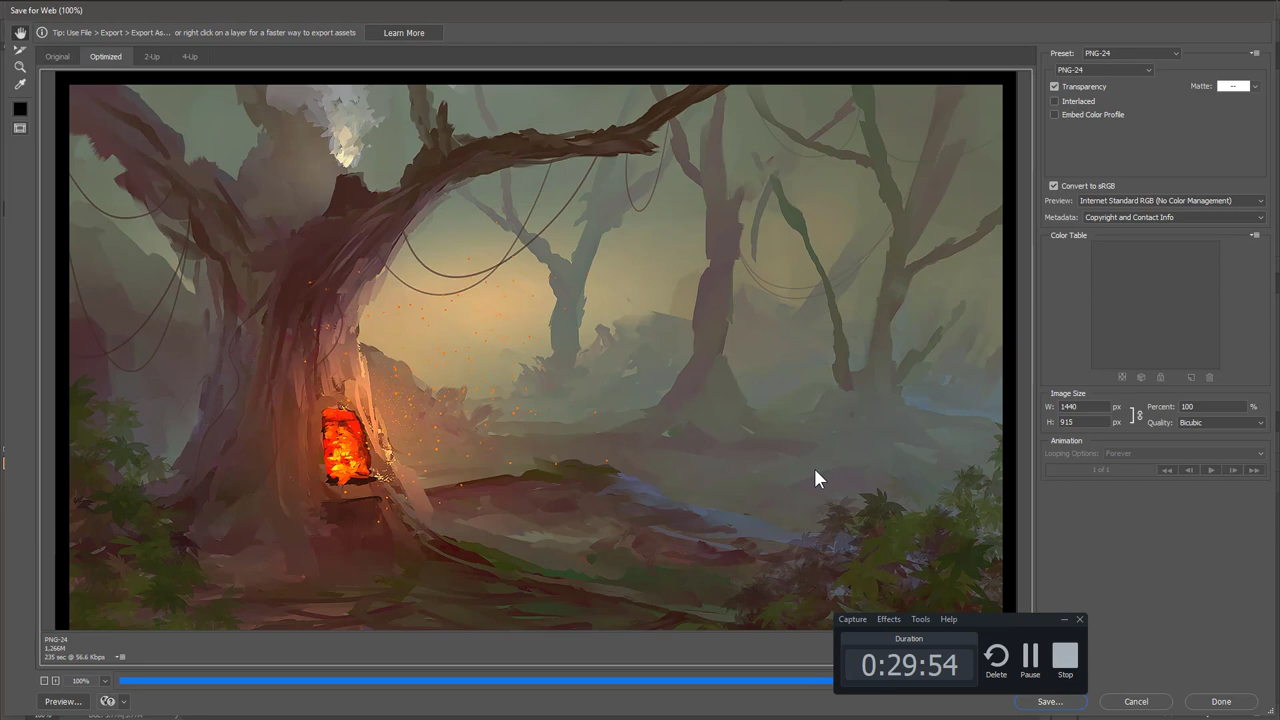 Save for Web (100%)
Tip: Use File > Export > Export As... or right click on a layer for a faster way to export assets
Learn More
Original Optimized 2-Up 4-Up
Preset: PNG-24
PNG-24
Transparency Matte: --
Interlaced
Embed Color Profile
Convert to sRGB
Preview: Internet Standard RGB (No Color Management)
Metadata: Copyright and Contact Info
Color Table
Image Size
W: 1440 px Percent: 100 %
H: 915 px Quality: Bicubic
Animation
Looping Options: Forever
1 of 1
PNG-24
1.266M
235 sec @ 56.6 Kbps
100%
Capture Effects Tools Help
Duration
0:29:54
Delete Pause Stop
Preview... Save... Cancel Done